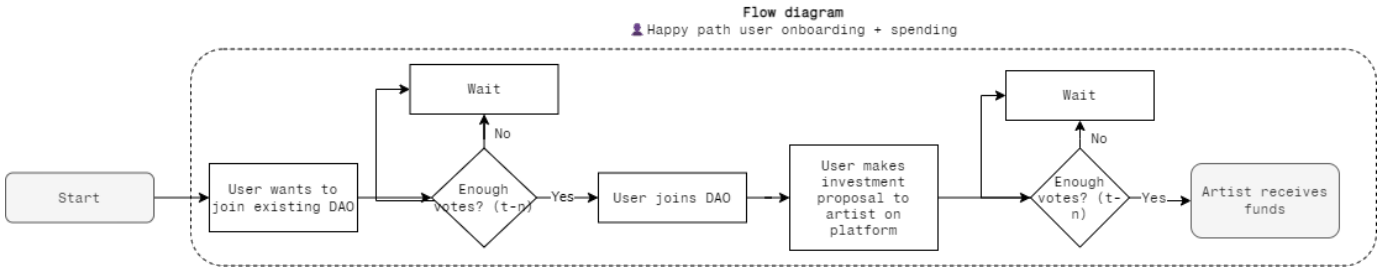 Flow diagram
Happy path user onboarding + spending
Start
User wants to
join existing DAO
Wait
No
Enough
votes? (t-n)
Yes
User joins DAO
User makes
investment
proposal to
artist on
platform
Wait
No
Enough
votes? (t-
n)
Yes
Artist receives
funds